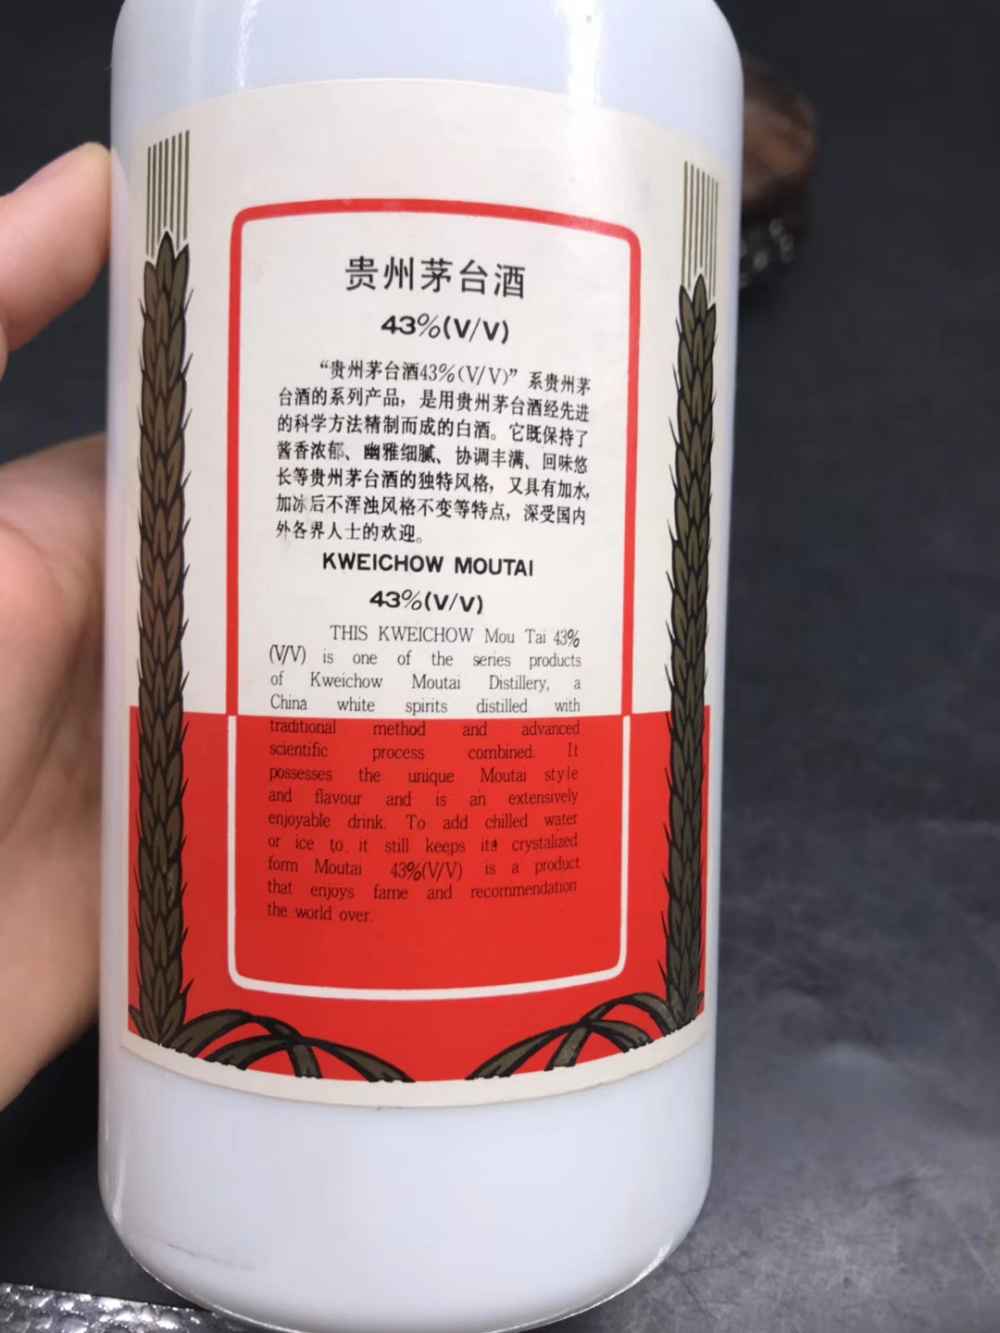 贵州茅台酒
43%(V/V)
“贵州茅台酒43%(V/V)”系贵州茅
台酒的系列产品，是用贵州茅台酒经先进
的科学方法精制而成的白酒。它既保持了
酱香浓郁、幽雅细腻、协调丰满、回味悠
长等贵州茅台酒的独特风格，又具有加水,
加冰后不浑浊风格不变等特点，深受国内
外各界人士的欢迎。
KWEICHOW MOUTAI
43%(V/V)
THIS KWEICHOW Mou Tai 43%
(V/V) is one of the series products
of Kweichow Moutai Distillery, a
China white spirits distilled with
traditional method and advanced
scientific process combined. It
possesses the unique Moutai style
and flavour and is an extensively
enjoyable drink. To add chilled water
or ice to it still keeps its crystalized
form Moutai 43%(V/V) is a product
that enjoys fame and recommendation
the world over.